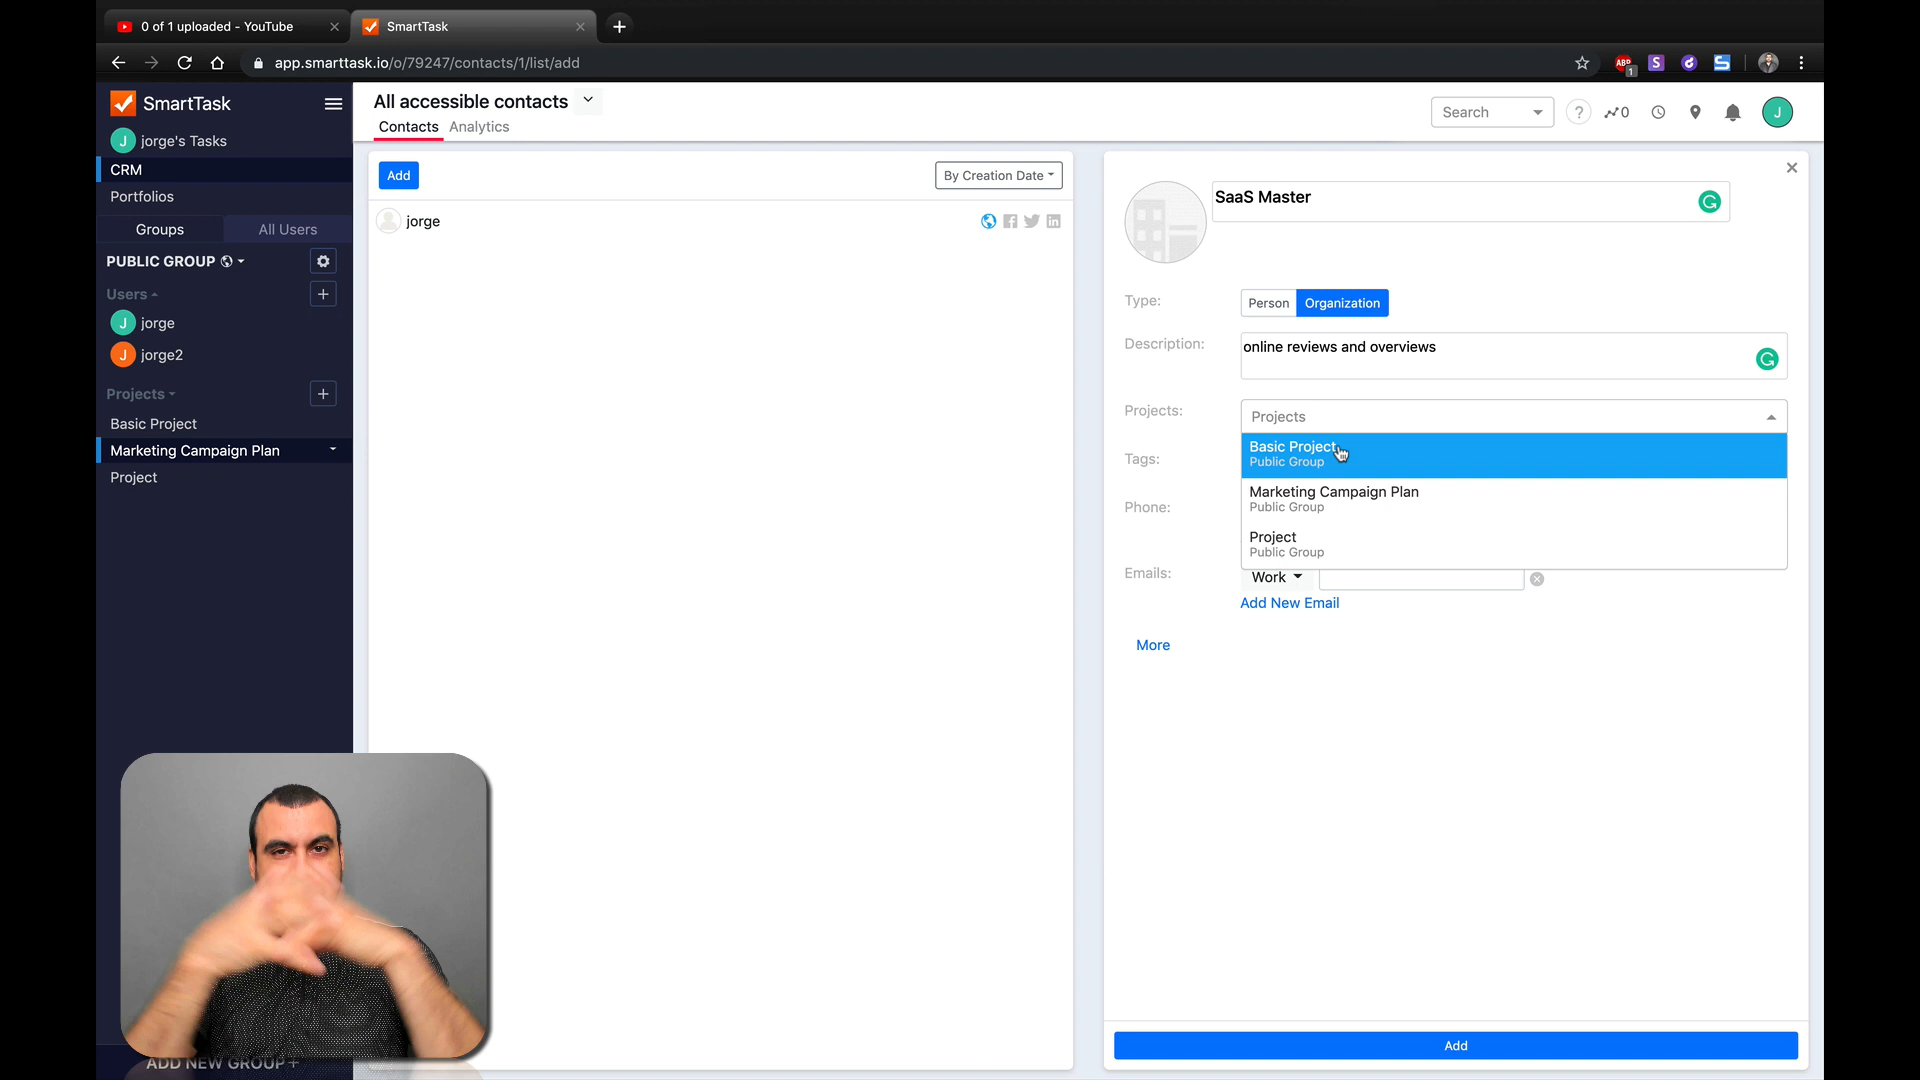 0 of 1 uploaded - YouTube
SmartTask
app.smarttask.io/o/79247/contacts/1/list/add
ABP
1
S
SmartTask
J jorge's Tasks
CRM
Portfolios
Groups
All Users
PUBLIC GROUP
Users
J jorge
J jorge2
Projects
Basic Project
Marketing Campaign Plan
Project
ADD NEW GROUP +
All accessible contacts
Contacts
Analytics
Search
?
0
J
Add
By Creation Date
jorge
SaaS Master
Type:
Person
Organization
Description:
online reviews and overviews
Projects:
Projects
Basic Project
Public Group
Marketing Campaign Plan
Public Group
Project
Public Group
Tags:
Phone:
Emails:
Work
Add New Email
More
Add